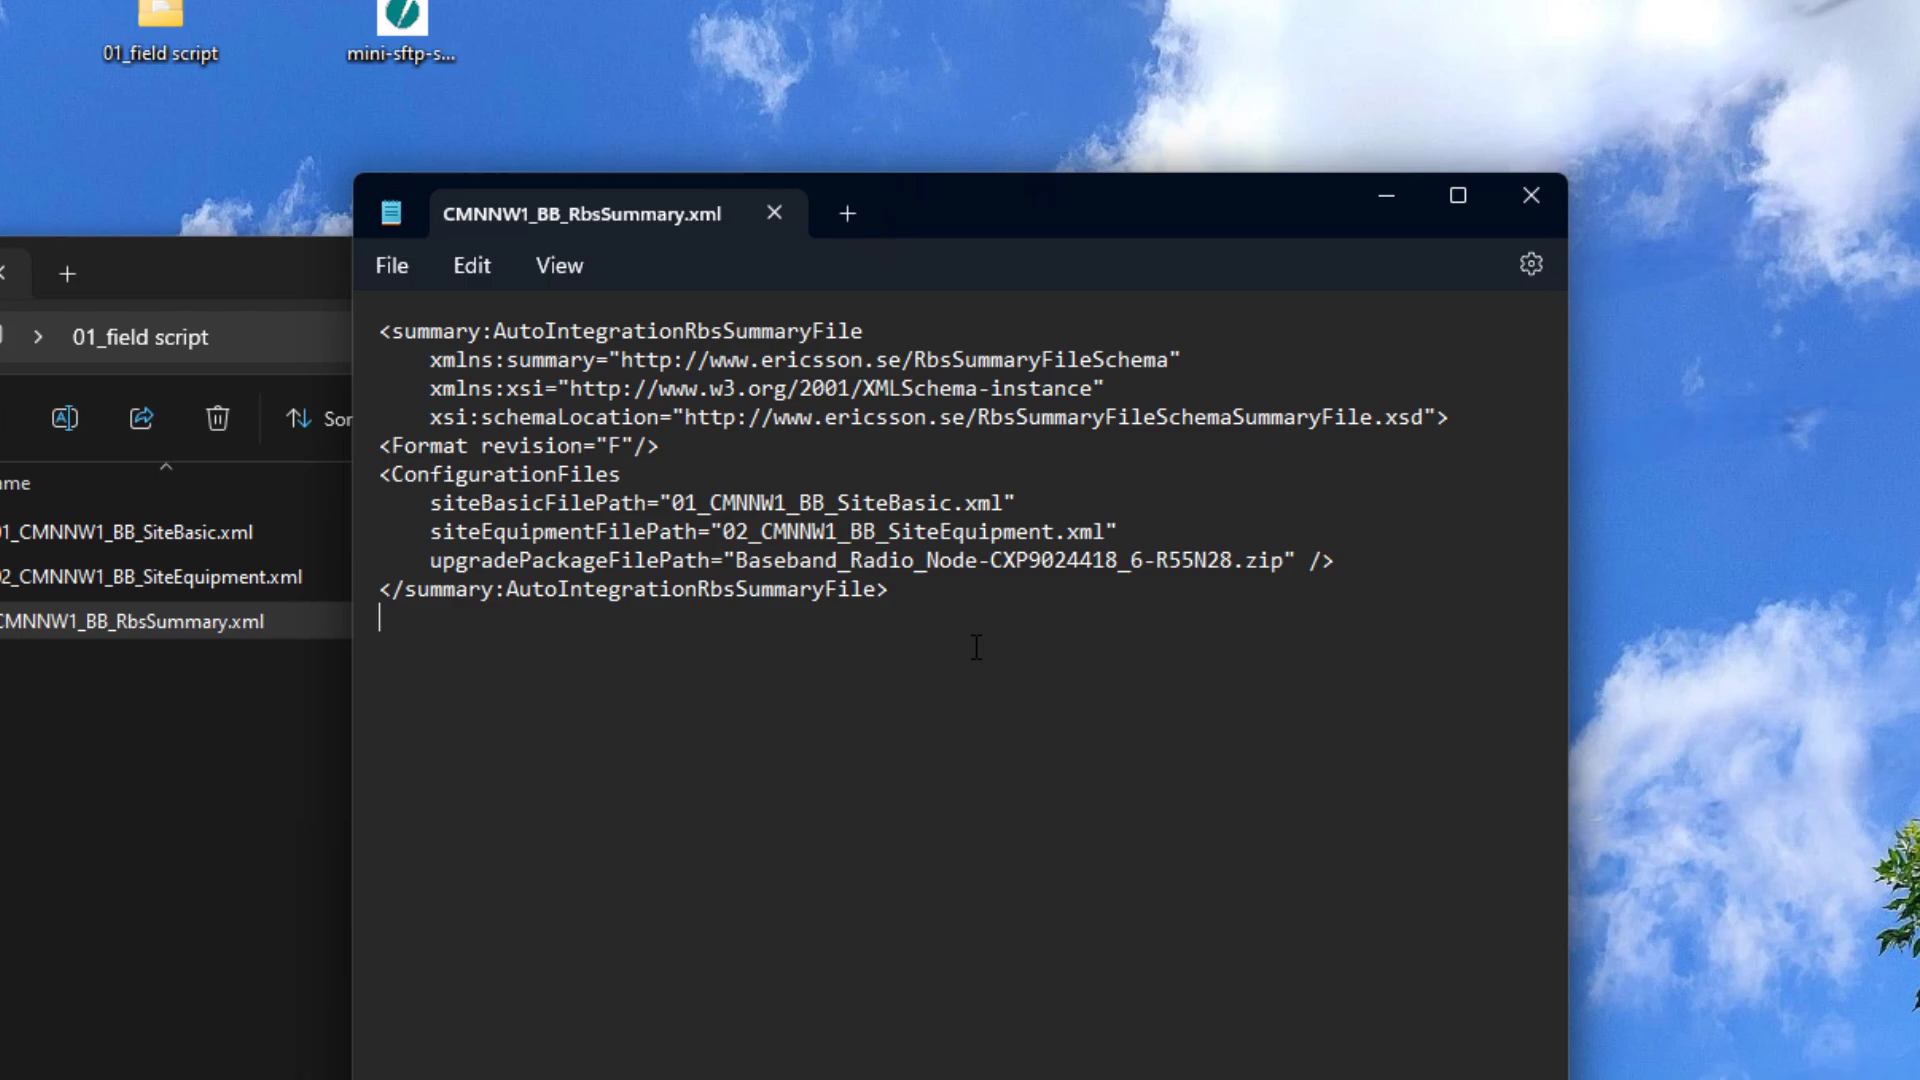 01_field script
mini-sftp-s...
CMNNW1_BB_RbsSummary.xml
File Edit View
01_field script
Sor
me
1_CMNNW1_BB_SiteBasic.xml
2_CMNNW1_BB_SiteEquipment.xml
CMNNW1_BB_RbsSummary.xml
<summary:AutoIntegrationRbsSummaryFile
xmlns:summary="http://www.ericsson.se/RbsSummaryFileSchema"
xmlns:xsi="http://www.w3.org/2001/XMLSchema-instance"
xsi:schemaLocation="http://www.ericsson.se/RbsSummaryFileSchemaSummaryFile.xsd">
<Format revision="F"/>
<ConfigurationFiles
siteBasicFilePath="01_CMNNW1_BB_SiteBasic.xml"
siteEquipmentFilePath="02_CMNNW1_BB_SiteEquipment.xml"
upgradePackageFilePath="Baseband_Radio_Node-CXP9024418_6-R55N28.zip" />
</summary:AutoIntegrationRbsSummaryFile>